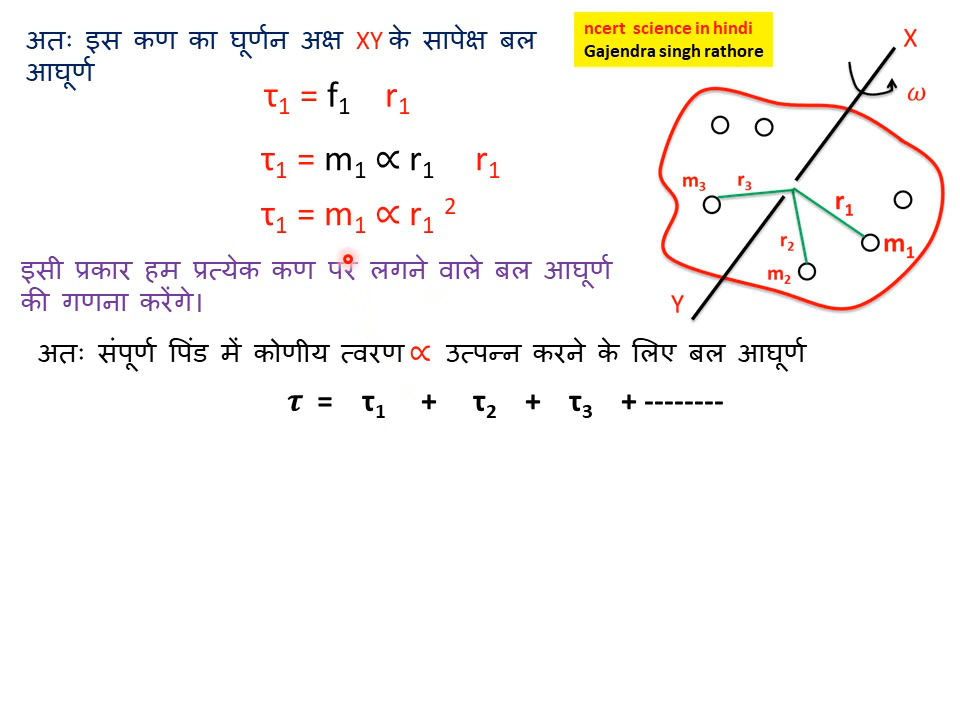 अतः इस कण का घूर्णन अक्ष XY के सापेक्ष बल
आघूर्ण
τ₁ = f₁ r₁
τ₁ = m₁ ∝ r₁ r₁
τ₁ = m₁ ∝ r₁ ²
इसी प्रकार हम प्रत्येक कण पर लगने वाले बल आघूर्ण
की गणना करेंगे।
अतः संपूर्ण पिंड में कोणीय त्वरण ∝ उत्पन्न करने के लिए बल आघूर्ण
τ = τ₁ + τ₂ + τ₃ + --------
ncert science in hindi
Gajendra singh rathore
X
ω
m₃ r₃
r₁
r₂
m₁
m₂
Y